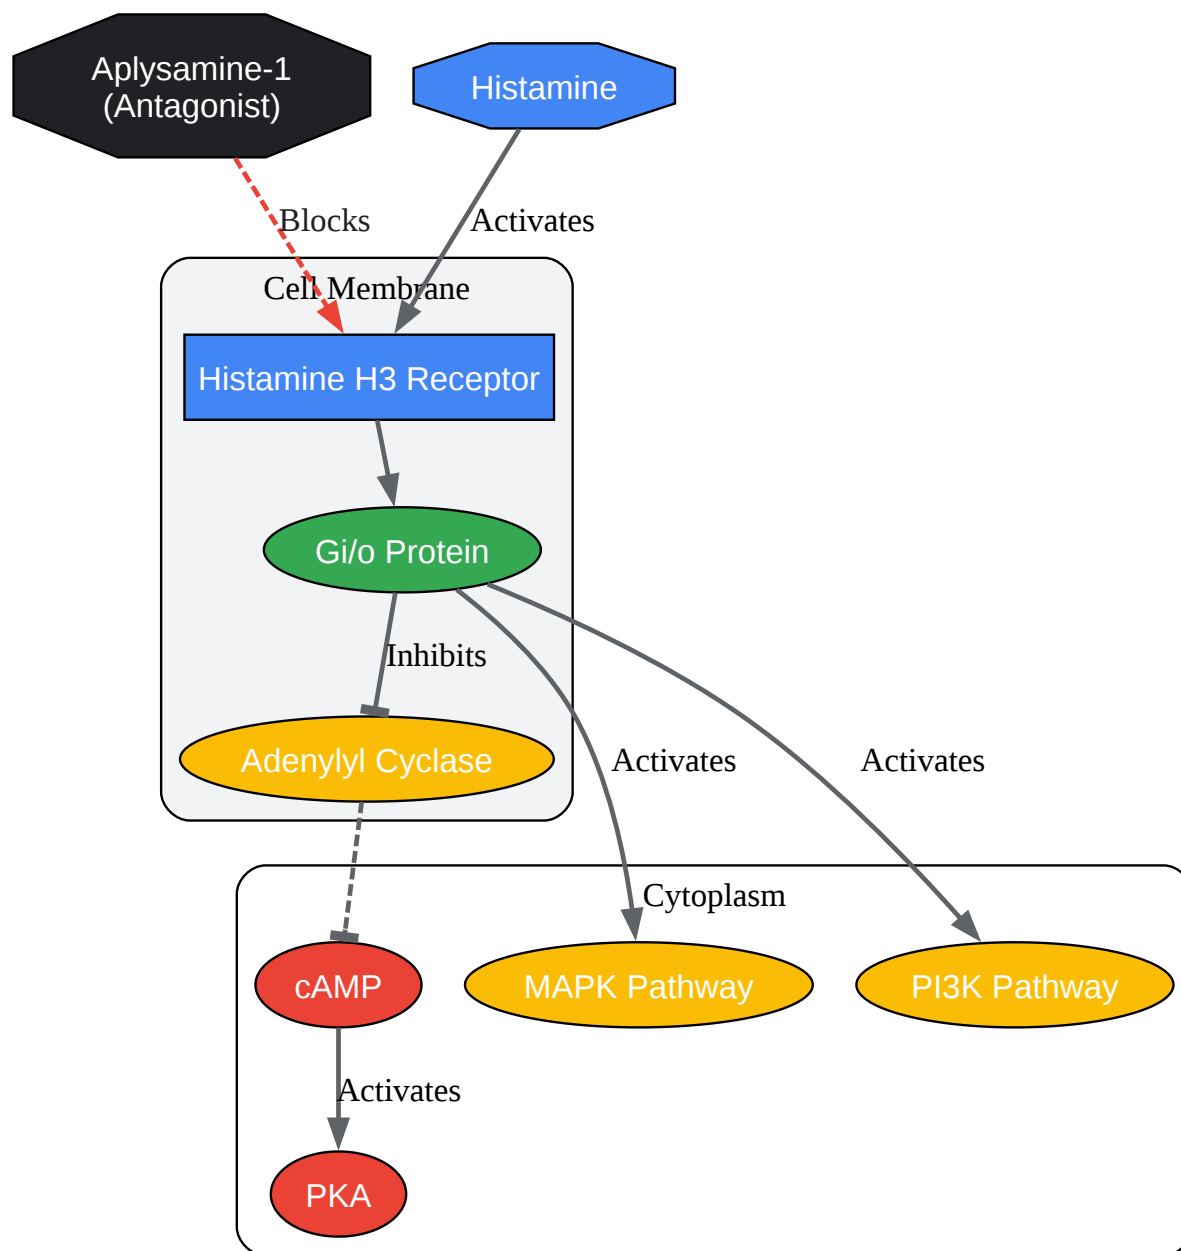 Aplysamine-1
(Antagonist)
Histamine
Blocks
Activates
Cell Membrane
Histamine H3 Receptor
Gi/o Protein
Inhibits
Adenylyl Cyclase
Activates
Activates
Cytoplasm
cAMP
MAPK Pathway
PI3K Pathway
Activates
PKA